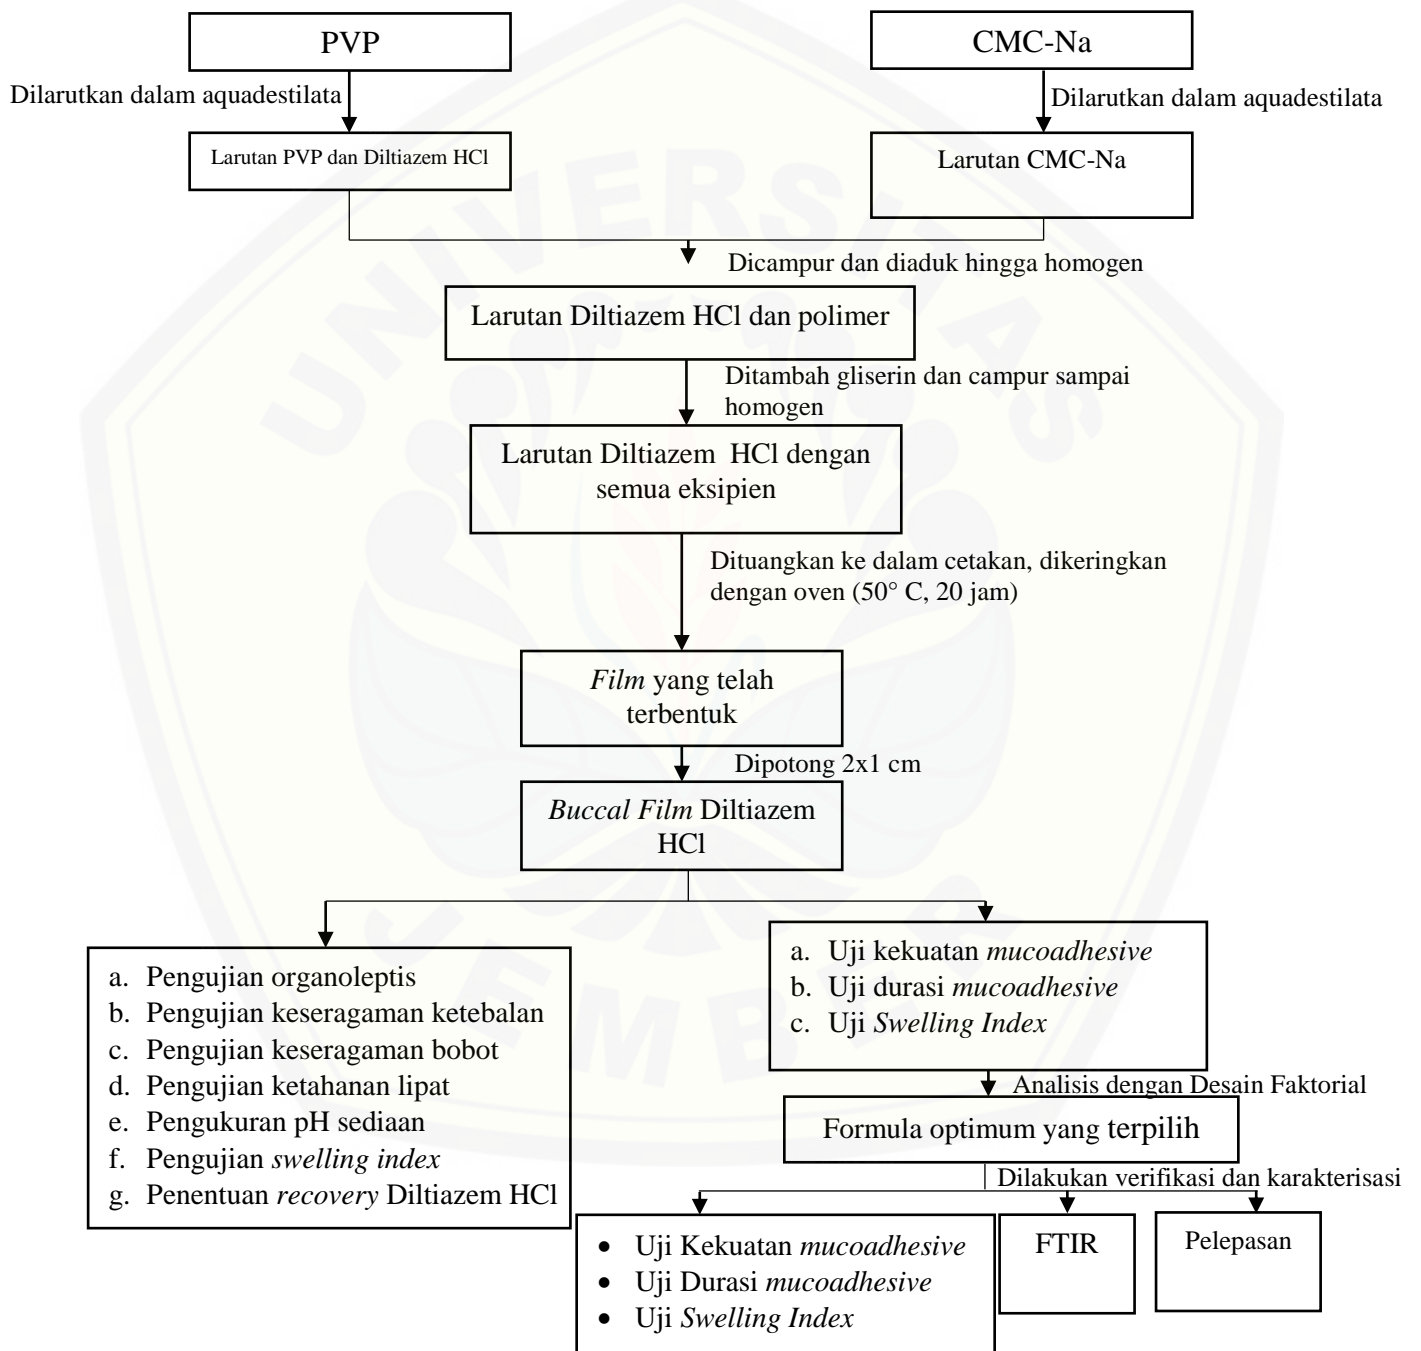 PVP
CMC-Na
Dilarutkan dalam aquadestilata
Dilarutkan dalam aquadestilata
Larutan PVP dan Diltiazem HCl
Larutan CMC-Na
Dicampur dan diaduk hingga homogen
Larutan Diltiazem HCl dan polimer
Ditambah gliserin dan campur sampai
homogen
Larutan Diltiazem  HCl dengan
semua eksipien
Dituangkan ke dalam cetakan, dikeringkan
dengan oven (50° C, 20 jam)
Film yang telah
terbentuk
Dipotong 2x1 cm
Buccal Film Diltiazem
HCl
a. Pengujian organoleptis
b. Pengujian keseragaman ketebalan
c. Pengujian keseragaman bobot
d. Pengujian ketahanan lipat
e. Pengukuran pH sediaan
f. Pengujian swelling index
g. Penentuan recovery Diltiazem HCl
a. Uji kekuatan mucoadhesive
b. Uji durasi mucoadhesive
c. Uji Swelling Index
Analisis dengan Desain Faktorial
Formula optimum yang terpilih
Dilakukan verifikasi dan karakterisasi
• Uji Kekuatan mucoadhesive
• Uji Durasi mucoadhesive
• Uji Swelling Index
FTIR
Pelepasan
UNIVERSITAS
JEMBER